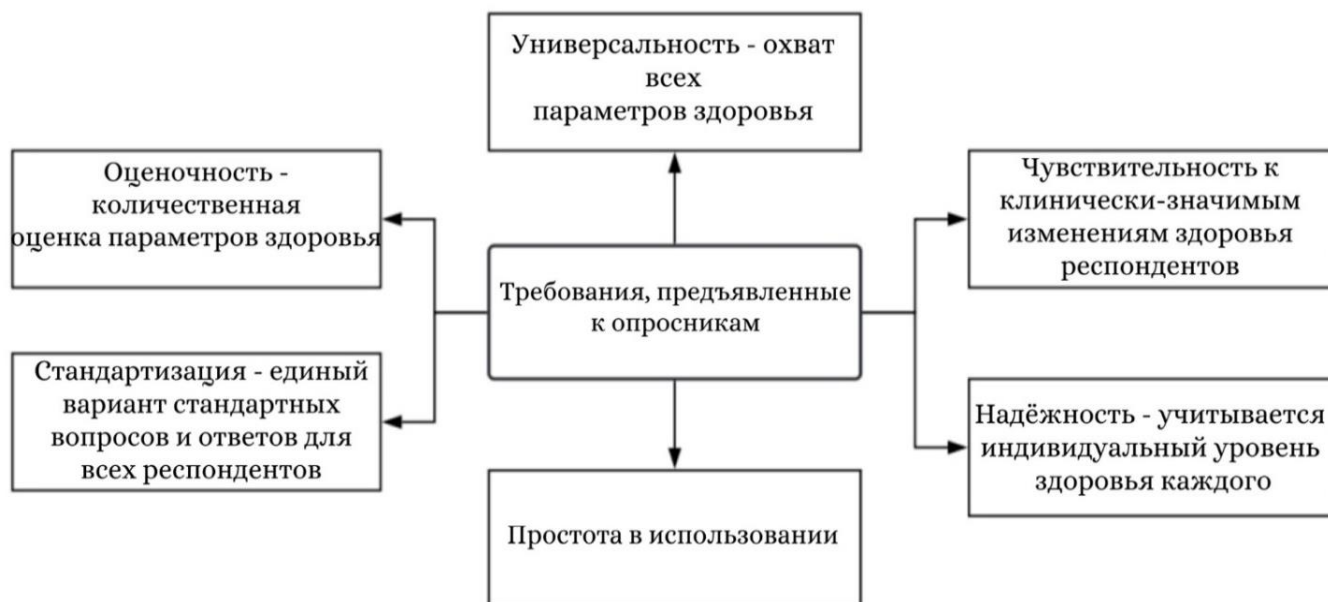 Универсальность - охват
всех
параметров здоровья
Оценочность -
количественная
оценка параметров здоровья
Чувствительность к
клинически-значимым
изменениям здоровья
респондентов
Требования, предъявленные
к опросникам
Стандартизация - единый
вариант стандартных
вопросов и ответов для
всех респондентов
Надёжность - учитывается
индивидуальный уровень
здоровья каждого
Простота в использовании